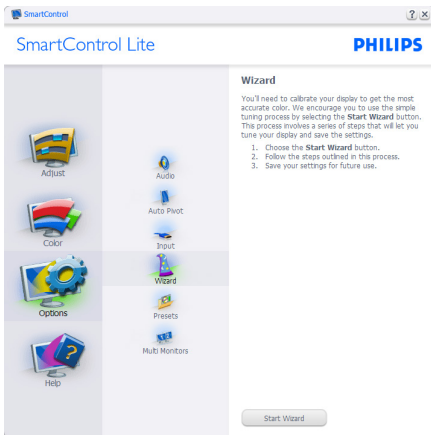 SmartControl
SmartControl Lite
PHILIPS
Adjust
Color
Options
Help
Audio
Auto Pivot
Input
Wizard
Presets
Multi Monitors
Wizard
You'll need to calibrate your display to get the most
accurate color. We encourage you to use the simple
tuning process by selecting the Start Wizard button.
This process involves a series of steps that will let you
tune your display and save the settings.
1. Choose the Start Wizard button.
2. Follow the steps outlined in this process.
3. Save your settings for future use.
Start Wizard